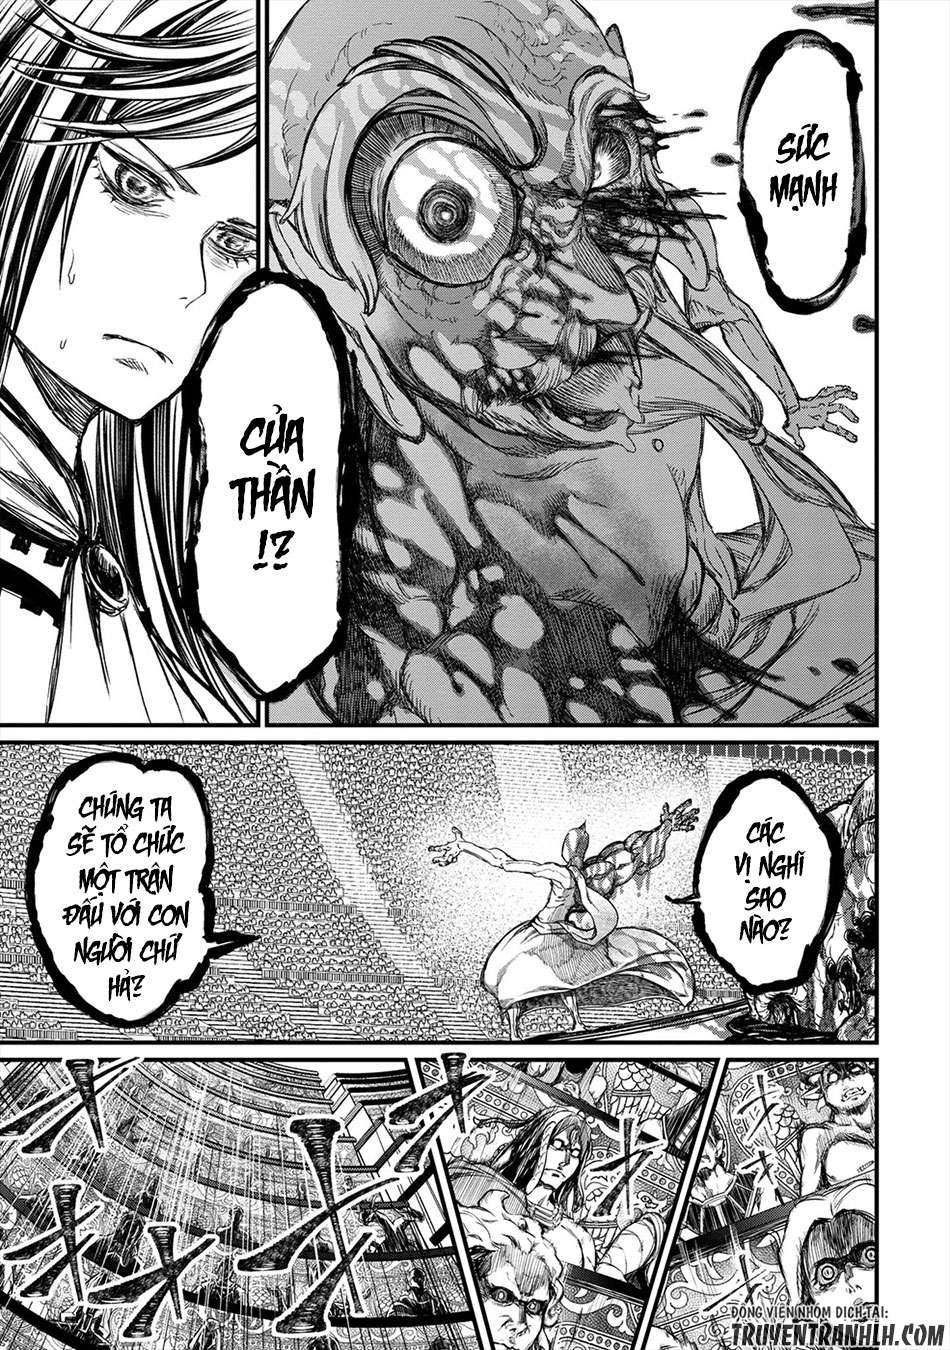 SỨC
MẠNH
CỦA
THẦN
!?
CÁC
VỊ NGHĨ
SAO
NÀO?
CHÚNG TA
SẼ TỔ CHỨC
MỘT TRẬN
ĐẤU VỚI CON
NGƯỜI CHỨ
HẢ?
ĐỘNG VIÊN NHÓM DỊCH TẠI:
TRUYENTRANHLH.COM